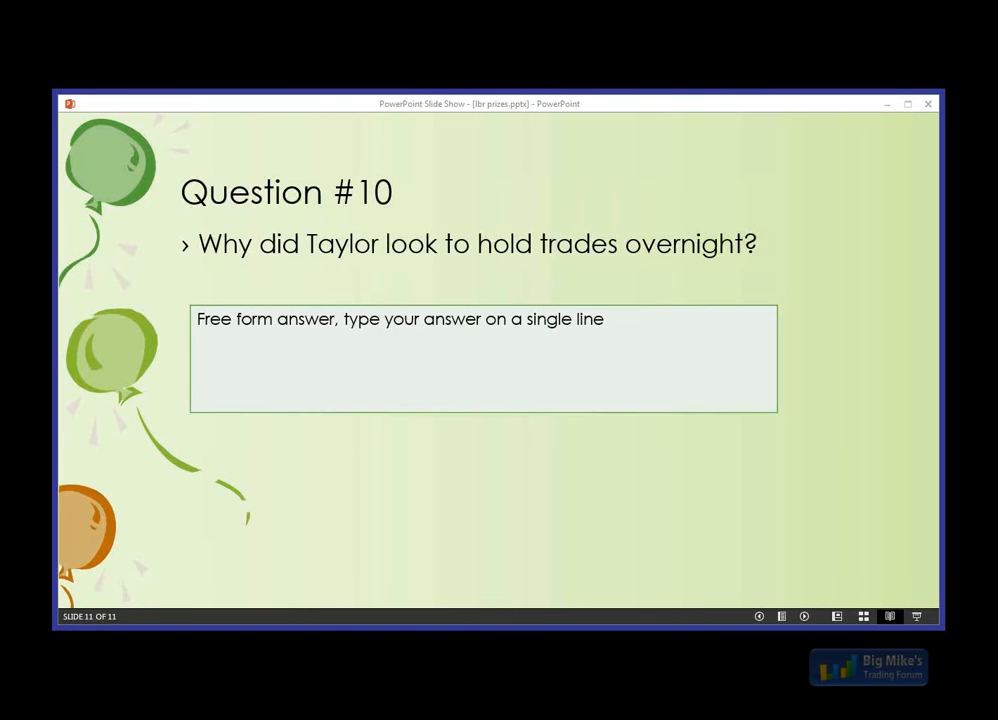 PowerPoint Slide Show - [lbr prizes.pptx] - PowerPoint
Question #10
› Why did Taylor look to hold trades overnight?
Free form answer, type your answer on a single line
SLIDE 11 OF 11
Big Mike's
Trading Forum